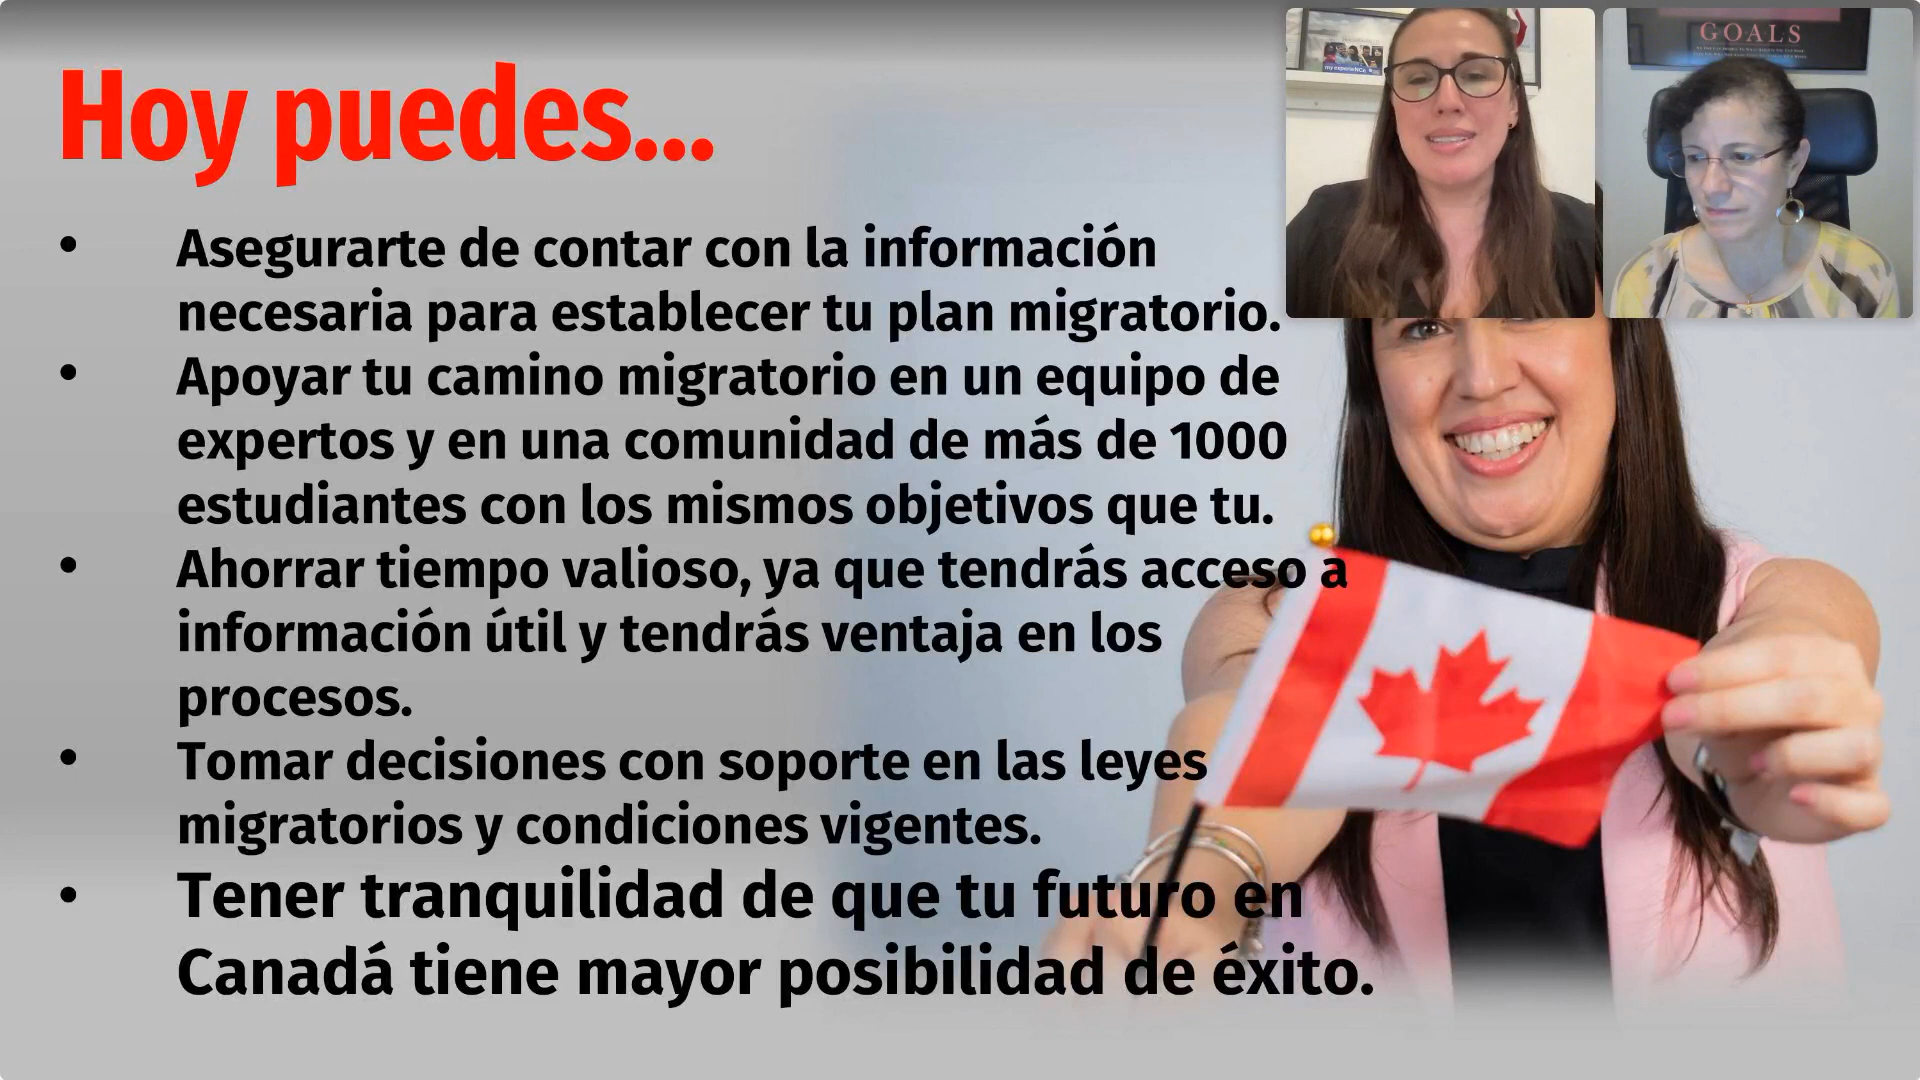 Hoy puedes...
• Asegurarte de contar con la información
necesaria para establecer tu plan migratorio.
• Apoyar tu camino migratorio en un equipo de
expertos y en una comunidad de más de 1000
estudiantes con los mismos objetivos que tu.
• Ahorrar tiempo valioso, ya que tendrás acceso a
información útil y tendrás ventaja en los
procesos.
• Tomar decisiones con soporte en las leyes
migratorios y condiciones vigentes.
• Tener tranquilidad de que tu futuro en
Canadá tiene mayor posibilidad de éxito.
GOALS